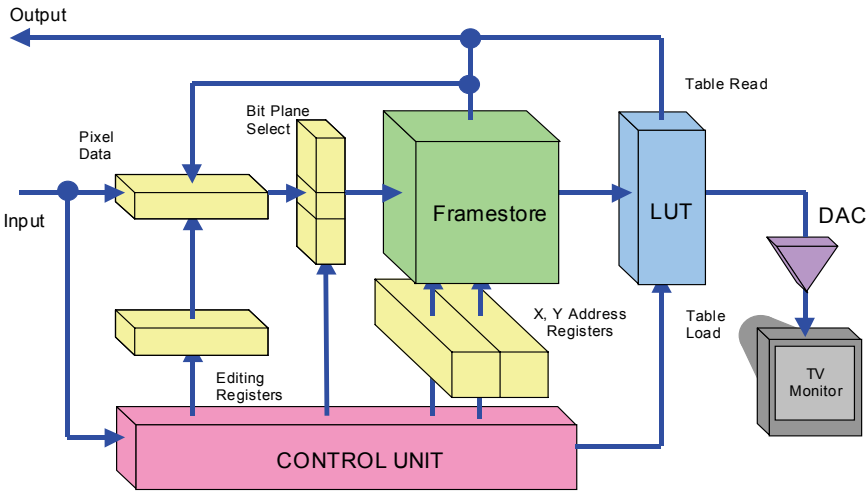 Output
Table Read
Bit Plane
Select
Pixel
Data
Input
Framestore
LUT
DAC
X, Y Address
Registers
Table
Load
TV
Monitor
Editing
Registers
CONTROL UNIT